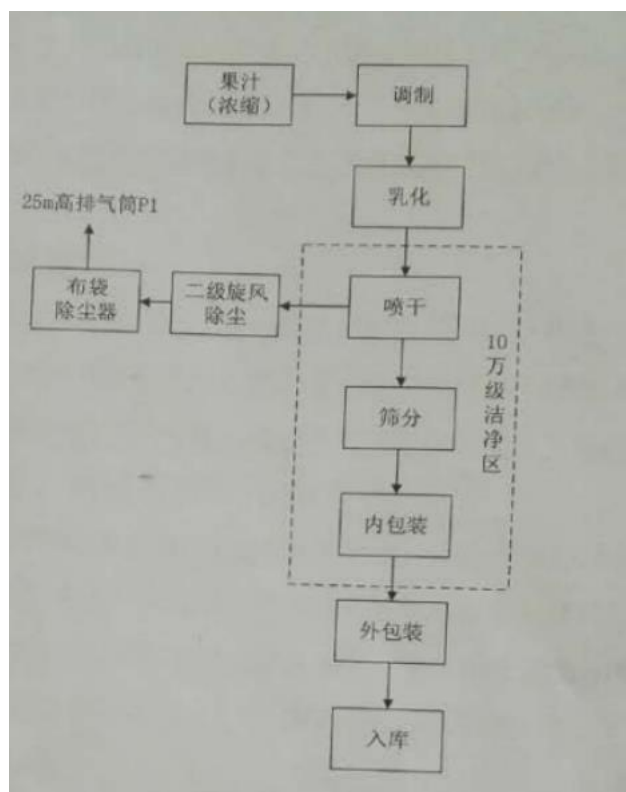 果汁
（浓缩）
调制
乳化
25m高排气筒P1
布袋
除尘器
二级旋风
除尘
喷干
10
万
级
洁
净
区
筛分
内包装
外包装
入库